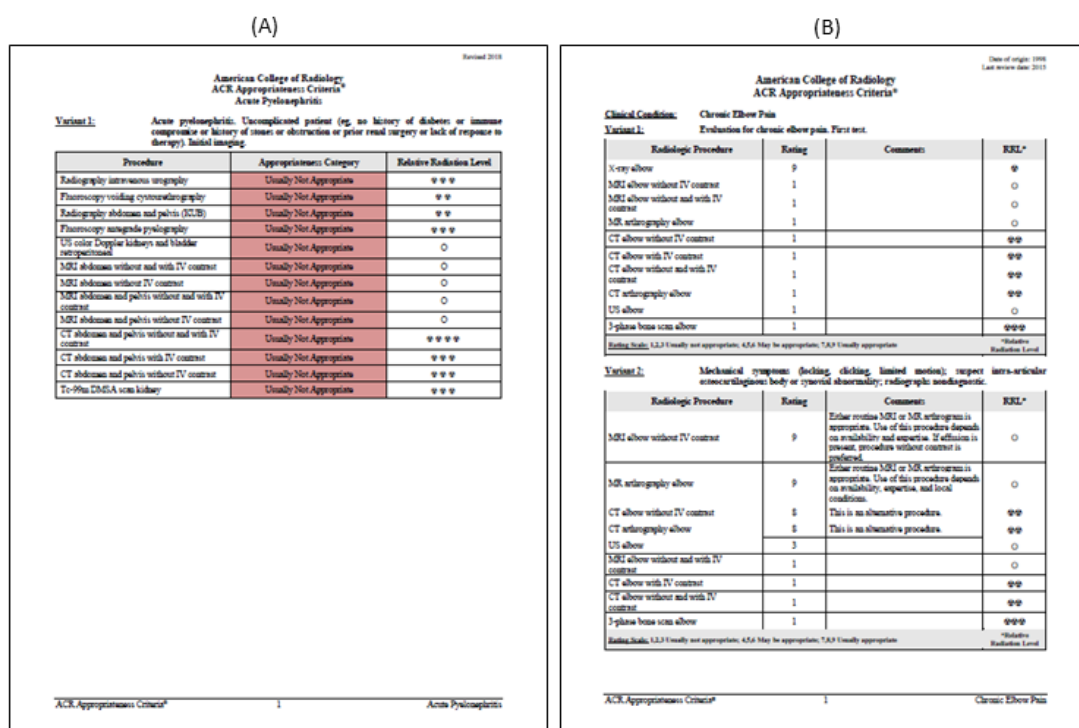 (A)
Revised 2018
American College of Radiology
ACR Appropriateness Criteria®
Acute Pyelonephritis
Variant 1: Acute pyelonephritis. Uncomplicated patient (eg, no history of diabetes or immune
compromise or history of stones or obstruction or prior renal surgery or lack of response to
therapy). Initial imaging.
Procedure Appropriateness Category Relative Radiation Level
Radiography intravenous urography Usually Not Appropriate ☢☢☢
Fluoroscopy voiding cystourethrography Usually Not Appropriate ☢☢
Radiography abdomen and pelvis (KUB) Usually Not Appropriate ☢☢
Fluoroscopy antegrade pyelography Usually Not Appropriate ☢☢☢
US color Doppler kidneys and bladder
retroperitoneal Usually Not Appropriate O
MRI abdomen without and with IV contrast Usually Not Appropriate O
MRI abdomen without IV contrast Usually Not Appropriate O
MRI abdomen and pelvis without and with IV
contrast Usually Not Appropriate O
MRI abdomen and pelvis without IV contrast Usually Not Appropriate O
CT abdomen and pelvis without and with IV
contrast Usually Not Appropriate ☢☢☢☢
CT abdomen and pelvis with IV contrast Usually Not Appropriate ☢☢☢
CT abdomen and pelvis without IV contrast Usually Not Appropriate ☢☢☢
Tc-99m DMSA scan kidney Usually Not Appropriate ☢☢☢
ACR Appropriateness Criteria® 1 Acute Pyelonephritis
(B)
Date of origin: 1998
Last review date: 2015
American College of Radiology
ACR Appropriateness Criteria®
Clinical Condition: Chronic Elbow Pain
Variant 1: Evaluation for chronic elbow pain. First test.
Radiologic Procedure Rating Comments RRL*
X-ray elbow 9 ☢
MRI elbow without IV contrast 1 O
MRI elbow without and with IV
contrast 1 O
MR arthrography elbow 1 O
CT elbow without IV contrast 1 ☢☢
CT elbow with IV contrast 1 ☢☢
CT elbow without and with IV
contrast 1 ☢☢
CT arthrography elbow 1 ☢☢
US elbow 1 O
3-phase bone scan elbow 1 ☢☢☢
Rating Scale: 1,2,3 Usually not appropriate; 4,5,6 May be appropriate; 7,8,9 Usually appropriate *Relative
Radiation Level
Variant 2: Mechanical symptoms (locking, clicking, limited motion); suspect intra-articular
osteocartilaginous body or synovial abnormality; radiographs nondiagnostic.
Radiologic Procedure Rating Comments RRL*
MRI elbow without IV contrast 9 Either routine MRI or MR arthrogram is
appropriate. Use of this procedure depends
on availability and expertise. If effusion is
present, procedure without contrast is
preferred. O
MR arthrography elbow 9 Either routine MRI or MR arthrogram is
appropriate. Use of this procedure depends
on availability, expertise, and local
conditions. O
CT elbow without IV contrast 8 This is an alternative procedure. ☢☢
CT arthrography elbow 8 This is an alternative procedure. ☢☢
US elbow 3 O
MRI elbow without and with IV
contrast 1 O
CT elbow with IV contrast 1 ☢☢
CT elbow without and with IV
contrast 1 ☢☢
3-phase bone scan elbow 1 ☢☢☢
Rating Scale: 1,2,3 Usually not appropriate; 4,5,6 May be appropriate; 7,8,9 Usually appropriate *Relative
Radiation Level
ACR Appropriateness Criteria® 1 Chronic Elbow Pain